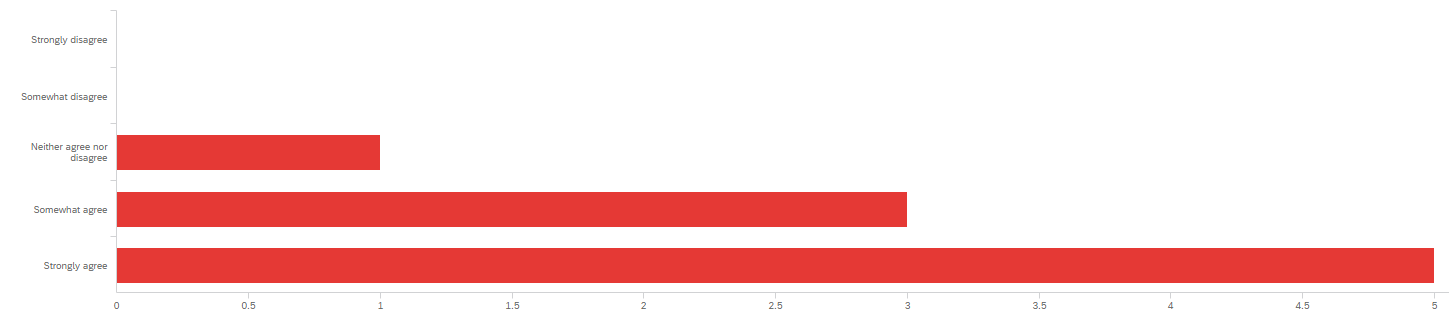 Strongly disagree
Somewhat disagree
Neither agree nor
disagree
Somewhat agree
Strongly agree
0 0.5 1 1.5 2 2.5 3 3.5 4 4.5 5